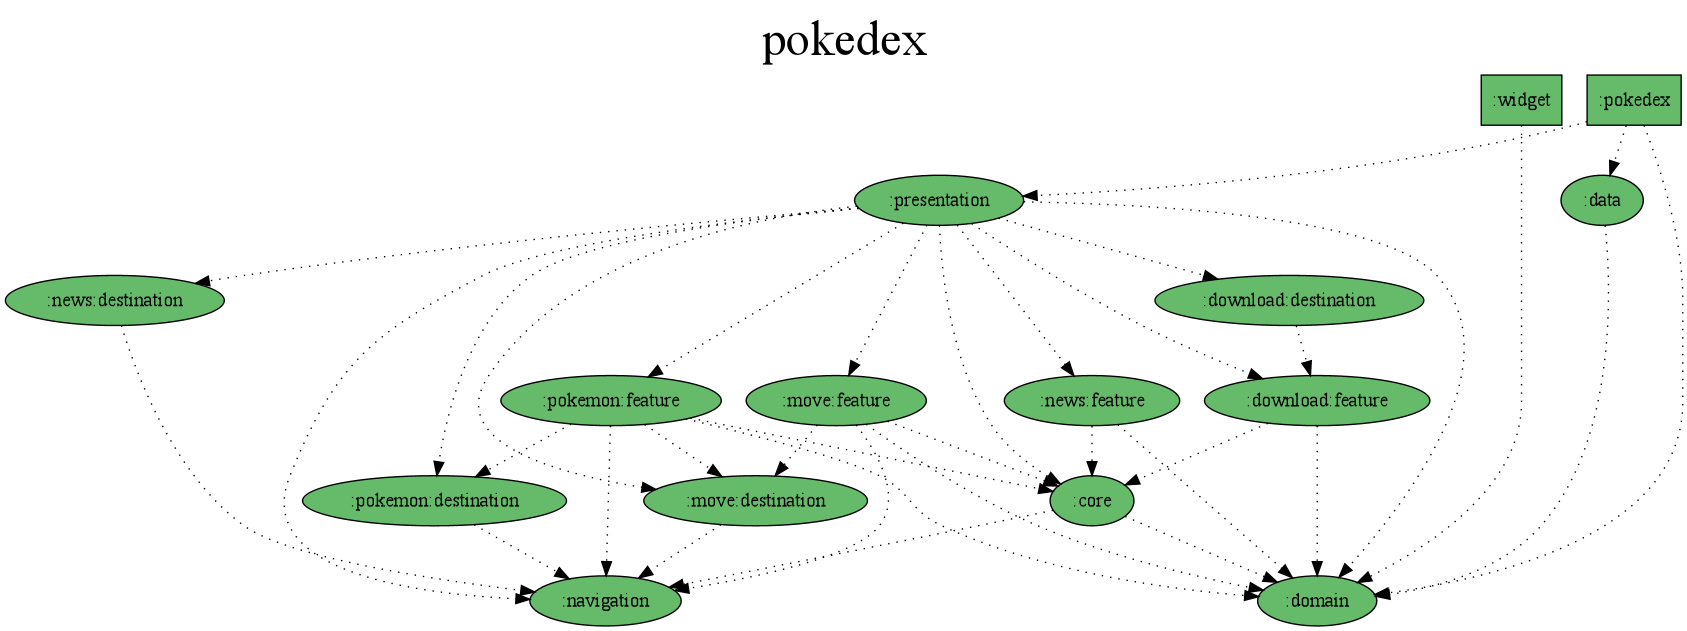 pokedex
:widget
:pokedex
:presentation
:data
:news:destination
:download:destination
:pokemon:feature
:move:feature
:news:feature
:download:feature
:pokemon:destination
:move:destination
:core
:navigation
:domain